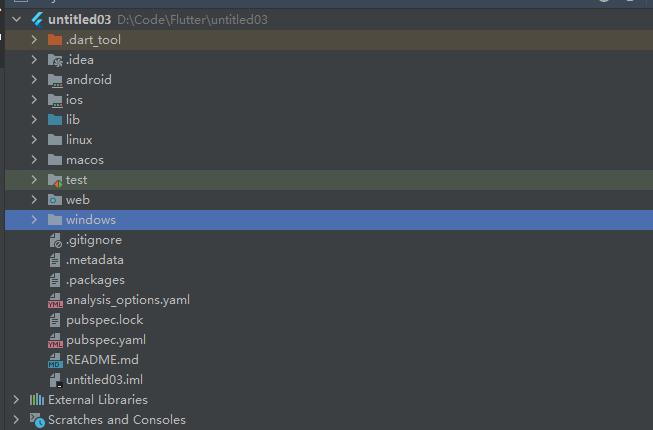 untitled03 D:\Code\Flutter\untitled03
.dart_tool
.idea
android
ios
lib
linux
macos
test
web
windows
.gitignore
.metadata
.packages
analysis_options.yaml
pubspec.lock
pubspec.yaml
README.md
untitled03.iml
External Libraries
Scratches and Consoles